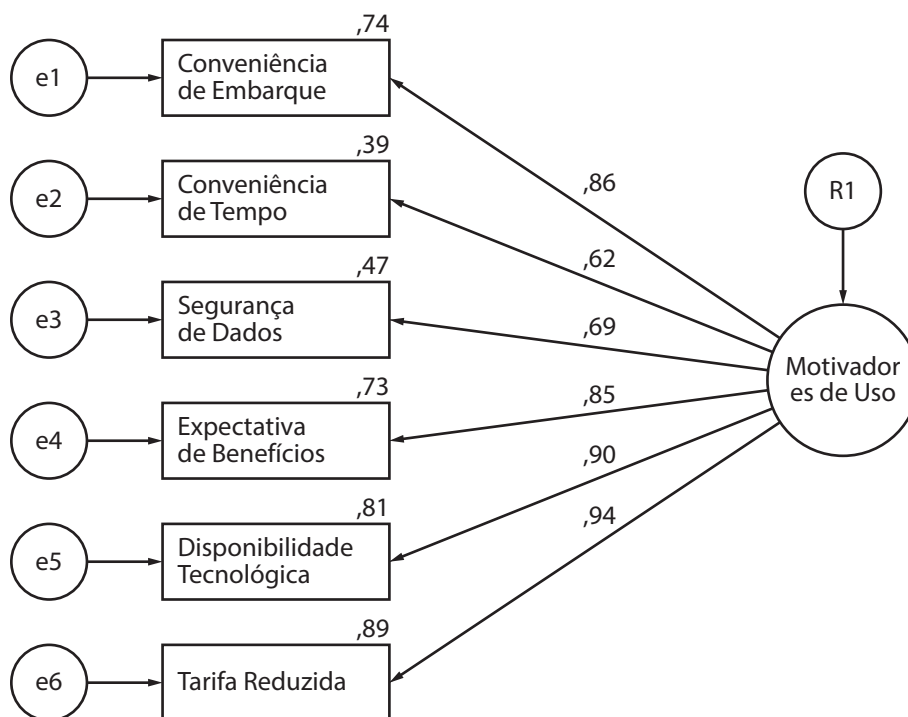 ,74
e1
Conveniência
de Embarque
,39
e2
Conveniência
de Tempo
,86
R1
,62
,47
e3
Segurança
de Dados
,69
Motivador
es de Uso
,73
e4
Expectativa
de Benefícios
,85
,90
,81
e5
Disponibilidade
Tecnológica
,94
,89
e6
Tarifa Reduzida